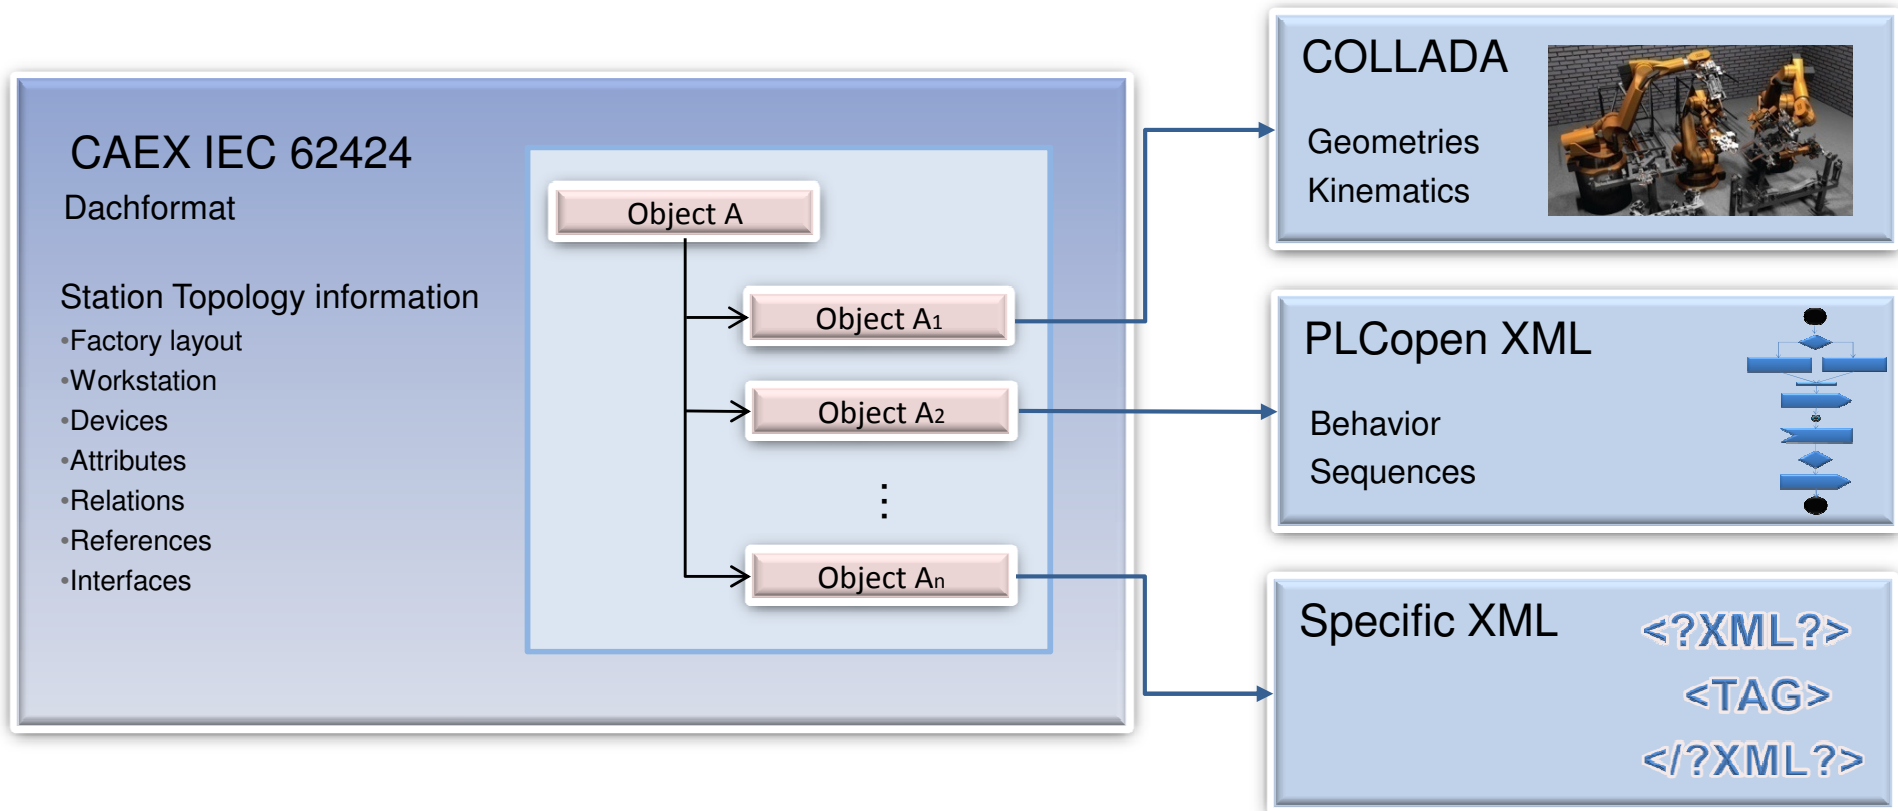 CAEX IEC 62424
Dachformat
Station Topology information
•Factory layout
•Workstation
•Devices
•Attributes
•Relations
•References
•Interfaces
Object A
Object A1
Object A2
⋮
Object An
COLLADA
Geometries
Kinematics
PLCopen XML
Behavior
Sequences
Specific XML
<?XML?>
<TAG>
</?XML?>